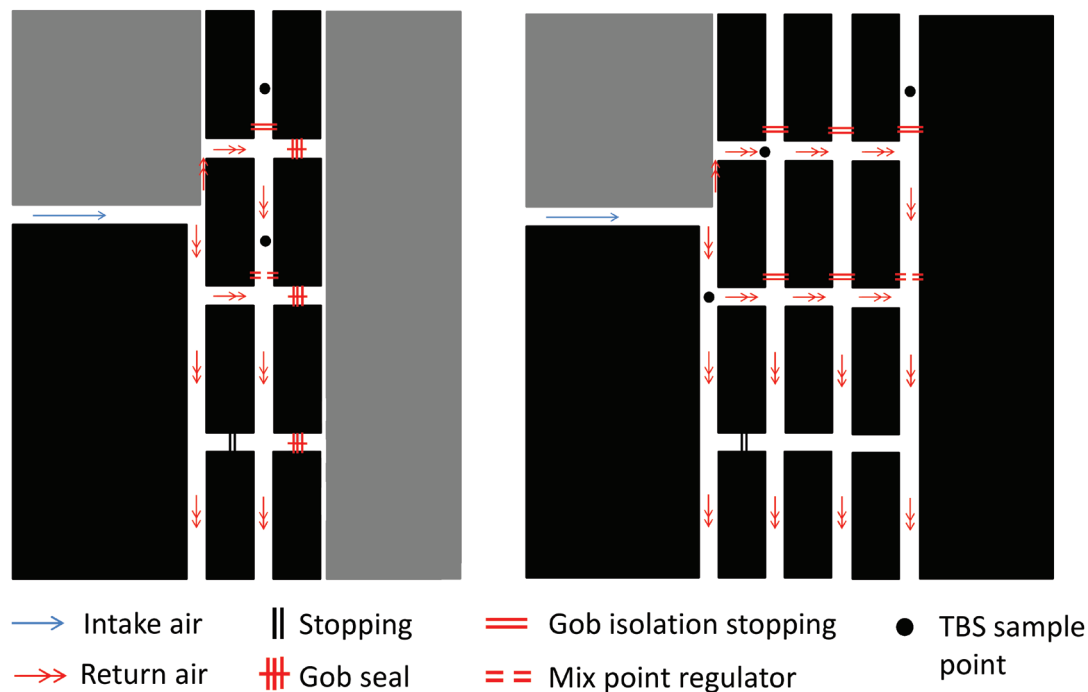 Intake air
Stopping
Gob isolation stopping
TBS sample
point
Return air
Gob seal
Mix point regulator